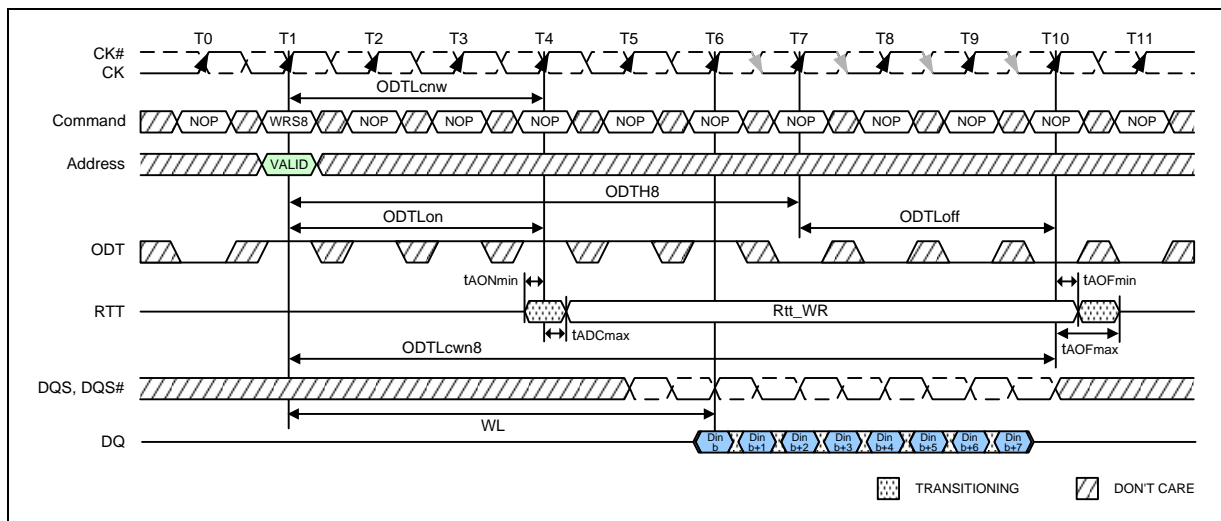 T0 T1 T2 T3 T4 T5 T6 T7 T8 T9 T10 T11
CK#
CK
ODTLcnw
Command NOP WRS8 NOP NOP NOP NOP NOP NOP NOP NOP NOP NOP
Address VALID
ODTH8
ODTLon ODTLoff
ODT
tAONmin tAOFmin
RTT Rtt_WR
tADCmax tAOFmax
ODTLcwn8
DQS, DQS#
WL
DQ Din b Din b+1 Din b+2 Din b+3 Din b+4 Din b+5 Din b+6 Din b+7
TRANSITIONING DON'T CARE